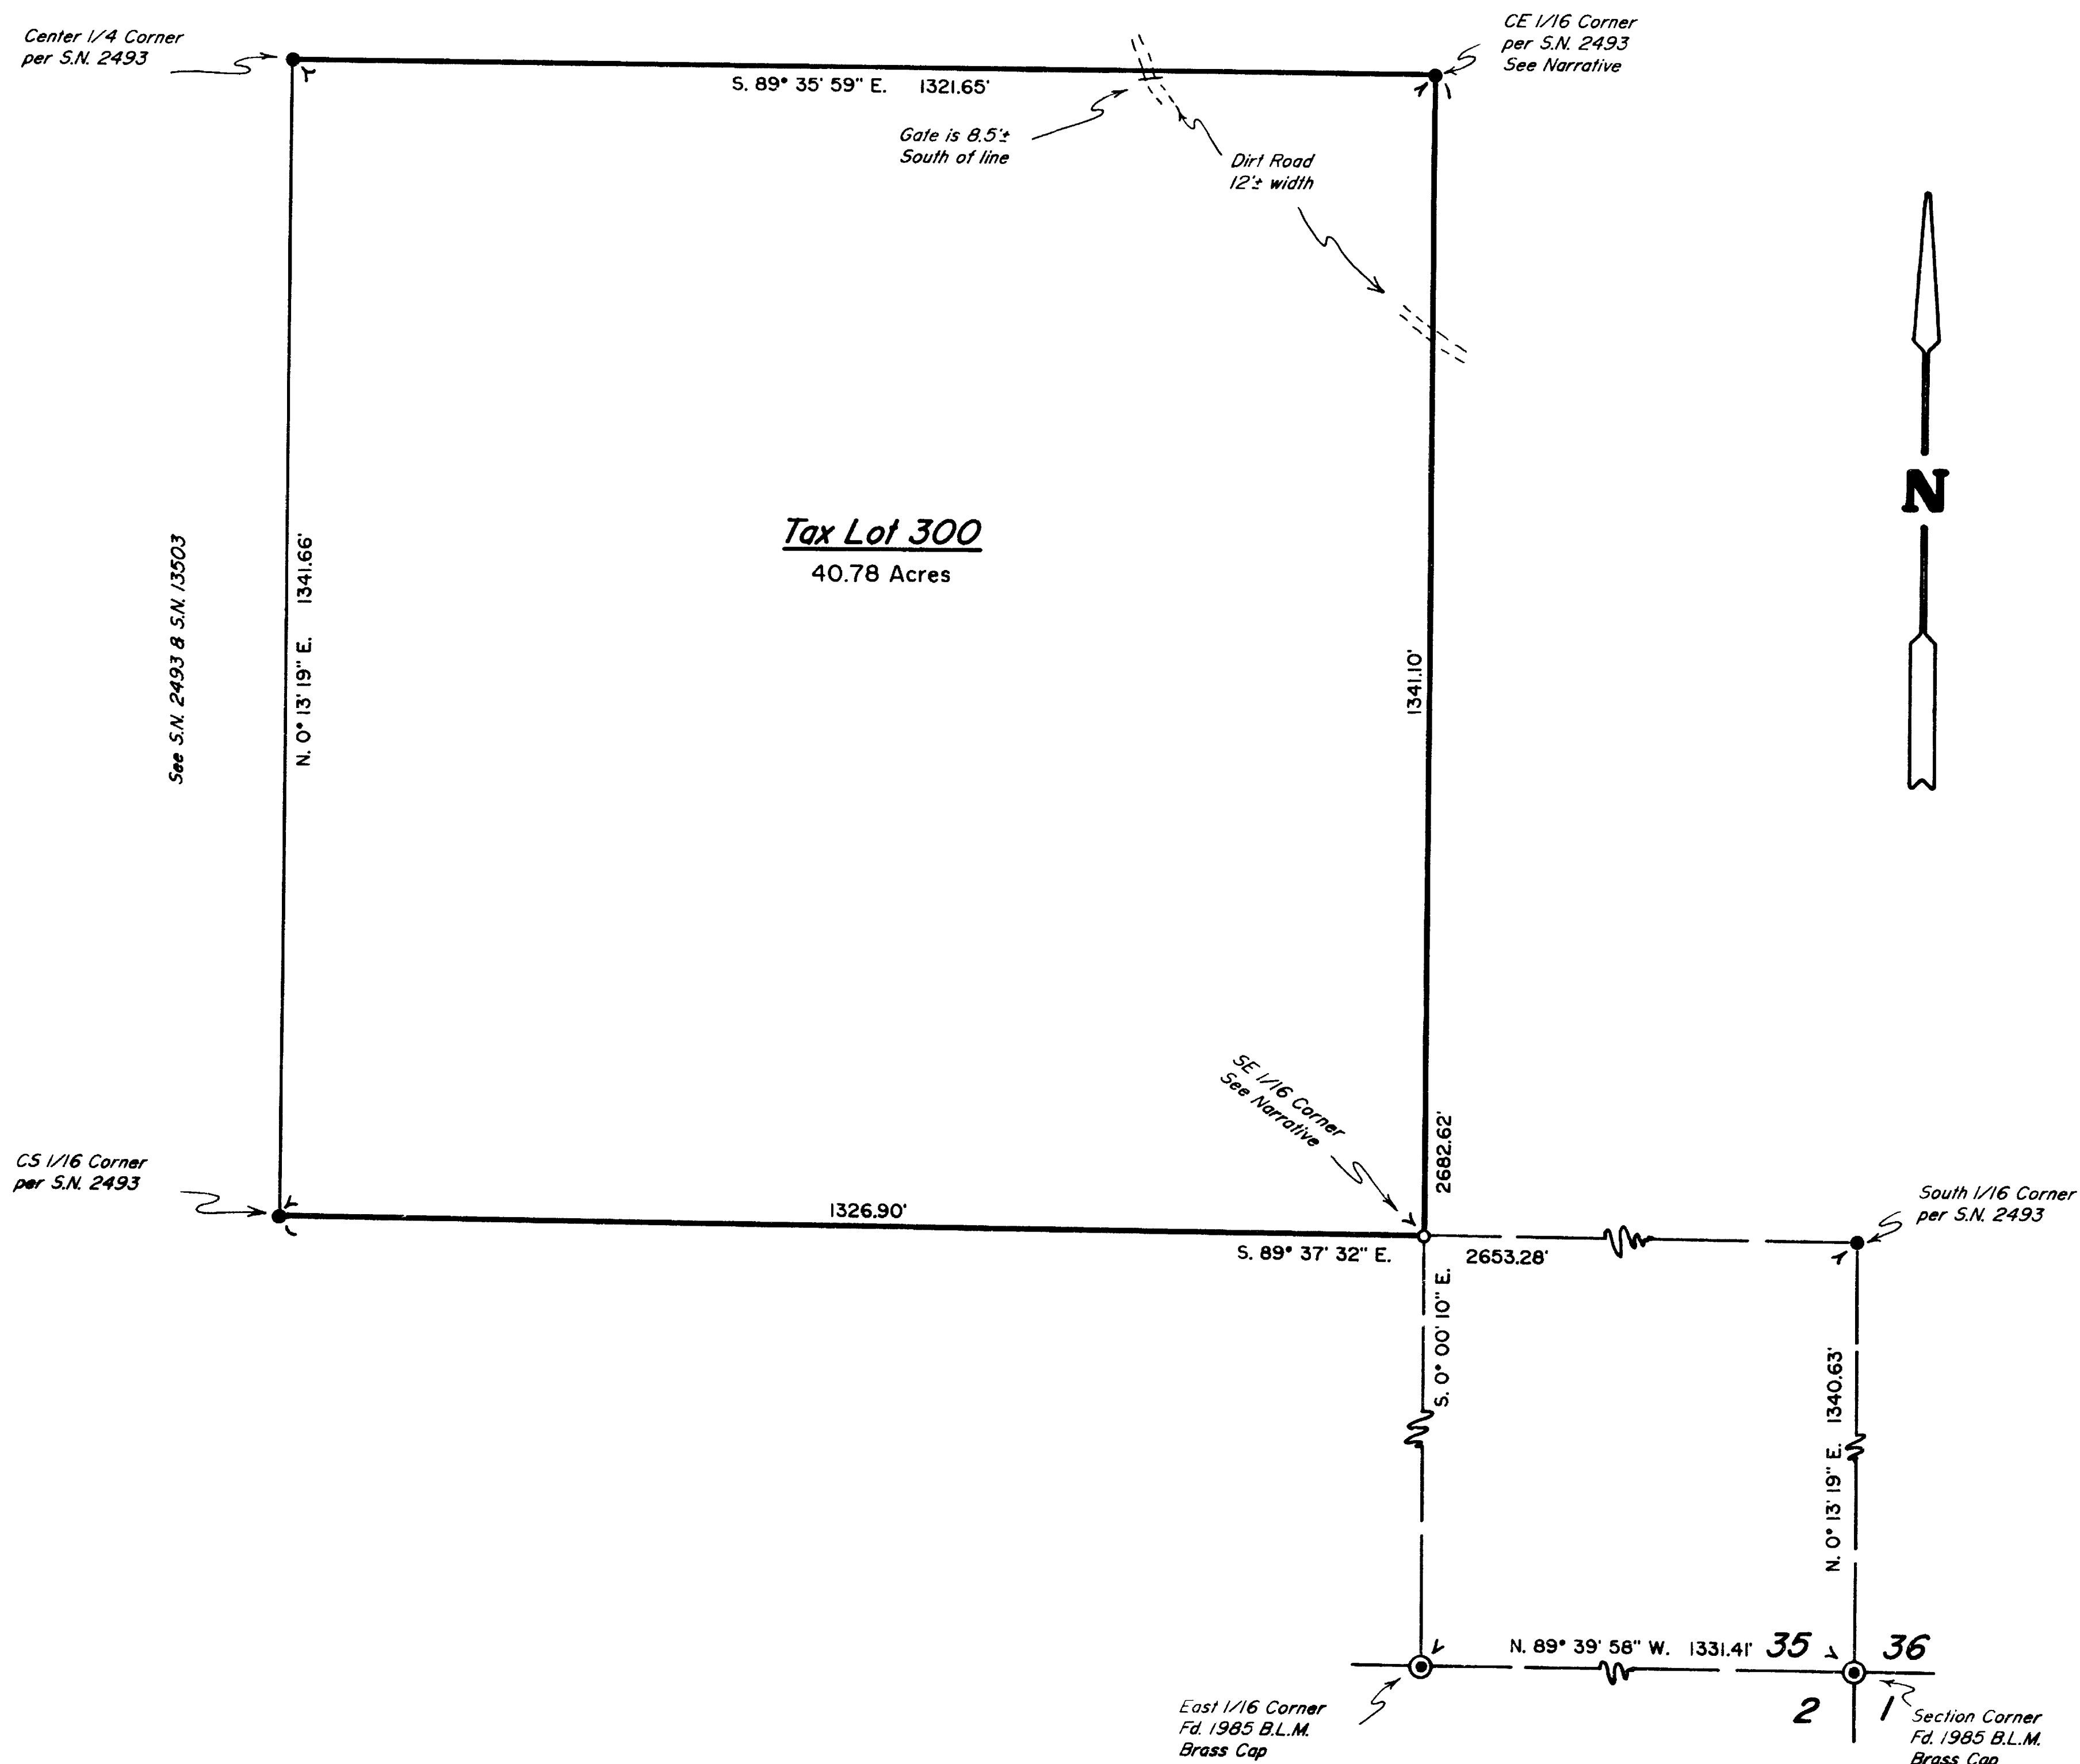 Center 1/4 Corner
per S.N. 2493
CE 1/16 Corner
per S.N. 2493
See Narrative
S. 89° 35' 59" E. 1321.65'
Gate is 8.5'±
South of line
Dirt Road
12'± width
N
Tax Lot 300
40.78 Acres
See S.N. 2493 & S.N. 13503
N. 0° 13' 19" E. 1341.66'
1341.10'
SE 1/16 Corner
See Narrative
2682.62'
CS 1/16 Corner
per S.N. 2493
1326.90'
South 1/16 Corner
per S.N. 2493
S. 89° 37' 32" E. 2653.28'
S. 0° 00' 10" E.
N. 0° 13' 19" E. 1340.63'
N. 89° 39' 58" W. 1331.41' 35 36
2 1
East 1/16 Corner
Fd. 1985 B.L.M.
Brass Cap
Section Corner
Fd. 1985 B.L.M.
Brass Cap